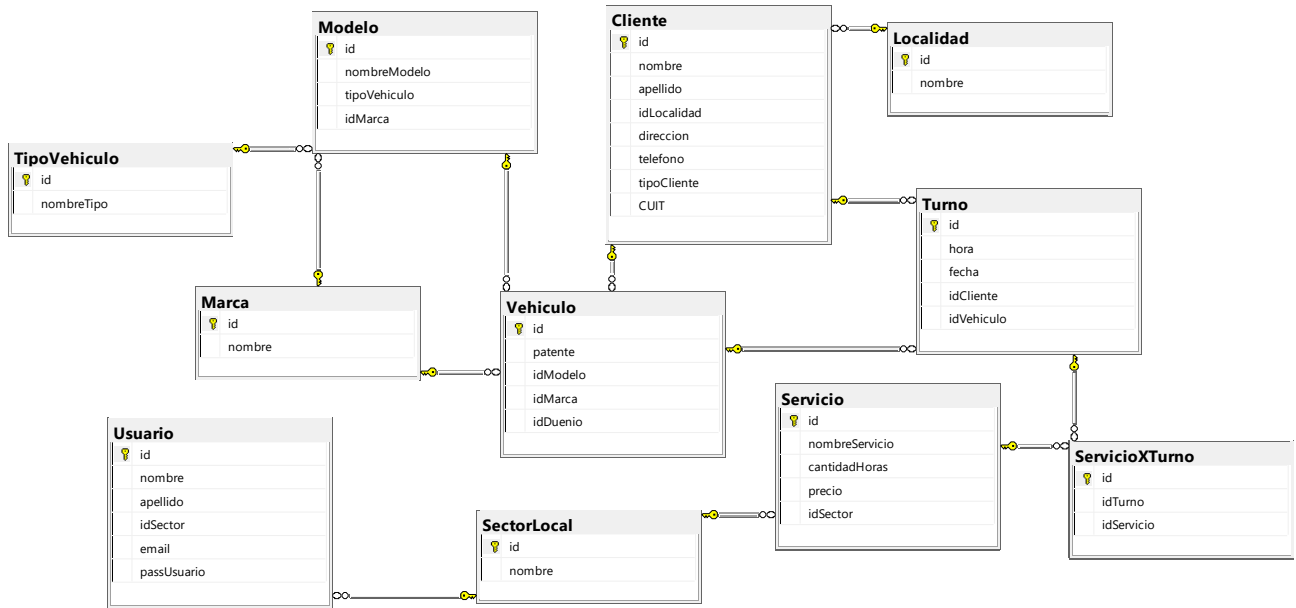 Modelo
id
nombreModelo
tipoVehiculo
idMarca
Cliente
id
nombre
apellido
idLocalidad
direccion
telefono
tipoCliente
CUIT
Localidad
id
nombre
TipoVehiculo
id
nombreTipo
Turno
id
hora
fecha
idCliente
idVehiculo
Marca
id
nombre
Vehiculo
id
patente
idModelo
idMarca
idDuenio
Servicio
id
nombreServicio
cantidadHoras
precio
idSector
Usuario
id
nombre
apellido
idSector
email
passUsuario
ServicioXTurno
id
idTurno
idServicio
SectorLocal
id
nombre